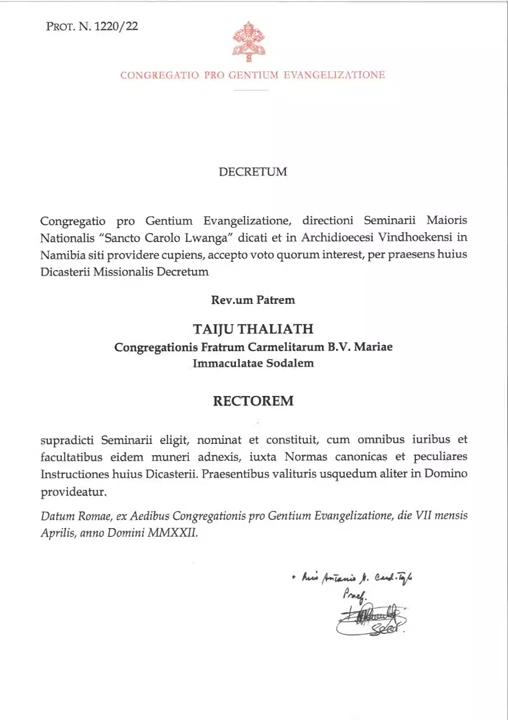 PROT. N. 1220/22
CONGREGATIO PRO GENTIUM EVANGELIZATIONE
DECRETUM
Congregatio pro Gentium Evangelizatione, directioni Seminarii Maioris
Nationalis "Sancto Carolo Lwanga" dicati et in Archidioecesi Vindhoekensi in
Namibia siti providere cupiens, accepto voto quorum interest, per praesens huius
Dicasterii Missionalis Decretum
Rev.um Patrem
TAIJU THALIATH
Congregationis Fratrum Carmelitarum B.V. Mariae
Immaculatae Sodalem
RECTOREM
supradicti Seminarii eligit, nominat et constituit, cum omnibus iuribus et
facultatibus eidem muneri adnexis, iuxta Normas canonicas et peculiares
Instructiones huius Dicasterii. Praesentibus valituris usquedum aliter in Domino
provideatur.
Datum Romae, ex Aedibus Congregationis pro Gentium Evangelizatione, die VII mensis
Aprilis, anno Domini MMXXII.
Antonio G. Card. Tagle
Praef.